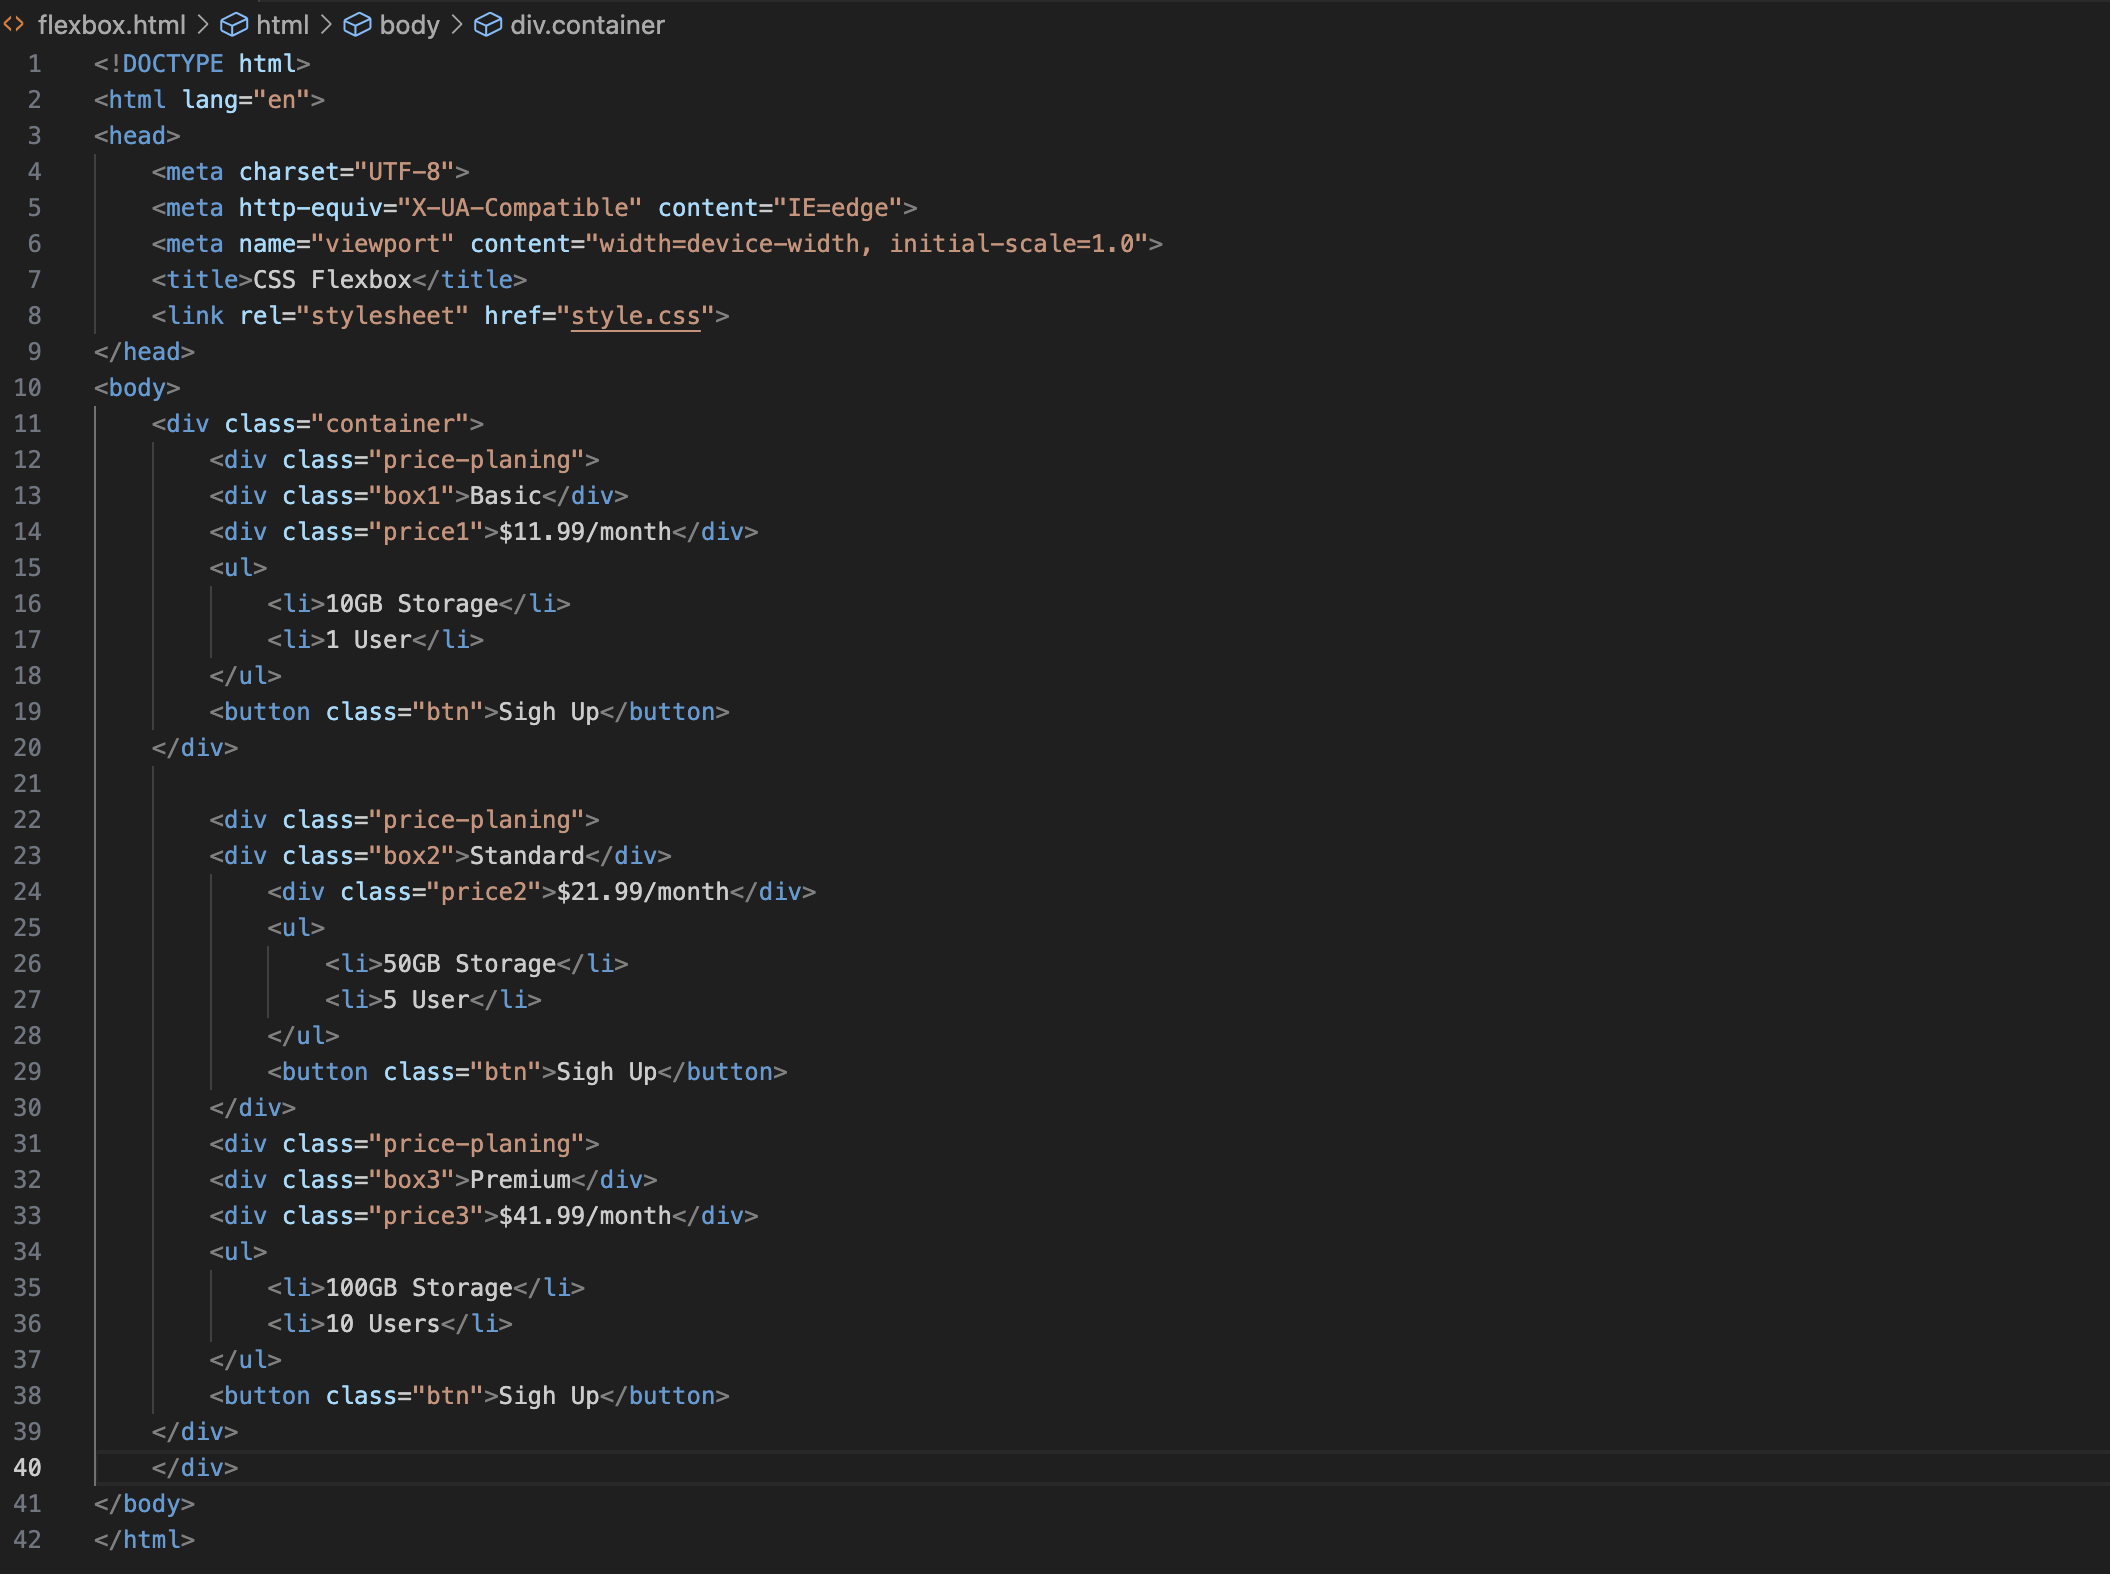 flexbox.html > html > body > div.container
1 <!DOCTYPE html>
2 <html lang="en">
3 <head>
4     <meta charset="UTF-8">
5     <meta http-equiv="X-UA-Compatible" content="IE=edge">
6     <meta name="viewport" content="width=device-width, initial-scale=1.0">
7     <title>CSS Flexbox</title>
8     <link rel="stylesheet" href="style.css">
9 </head>
10 <body>
11     <div class="container">
12         <div class="price-planing">
13         <div class="box1">Basic</div>
14         <div class="price1">$11.99/month</div>
15         <ul>
16             <li>10GB Storage</li>
17             <li>1 User</li>
18         </ul>
19         <button class="btn">Sigh Up</button>
20     </div>
21
22         <div class="price-planing">
23         <div class="box2">Standard</div>
24             <div class="price2">$21.99/month</div>
25             <ul>
26                 <li>50GB Storage</li>
27                 <li>5 User</li>
28             </ul>
29             <button class="btn">Sigh Up</button>
30         </div>
31         <div class="price-planing">
32         <div class="box3">Premium</div>
33         <div class="price3">$41.99/month</div>
34         <ul>
35             <li>100GB Storage</li>
36             <li>10 Users</li>
37         </ul>
38         <button class="btn">Sigh Up</button>
39     </div>
40     </div>
41 </body>
42 </html>